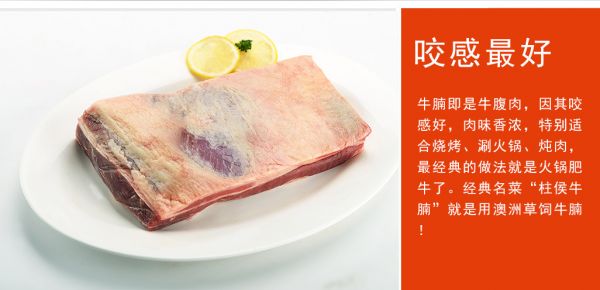 咬感最好
牛腩即是牛腹肉，因其咬
感好，肉味香浓，特别适
合烧烤、涮火锅、炖肉，
最经典的做法就是火锅肥
牛了。经典名菜“柱侯牛
腩”就是用澳洲草饲牛腩
！